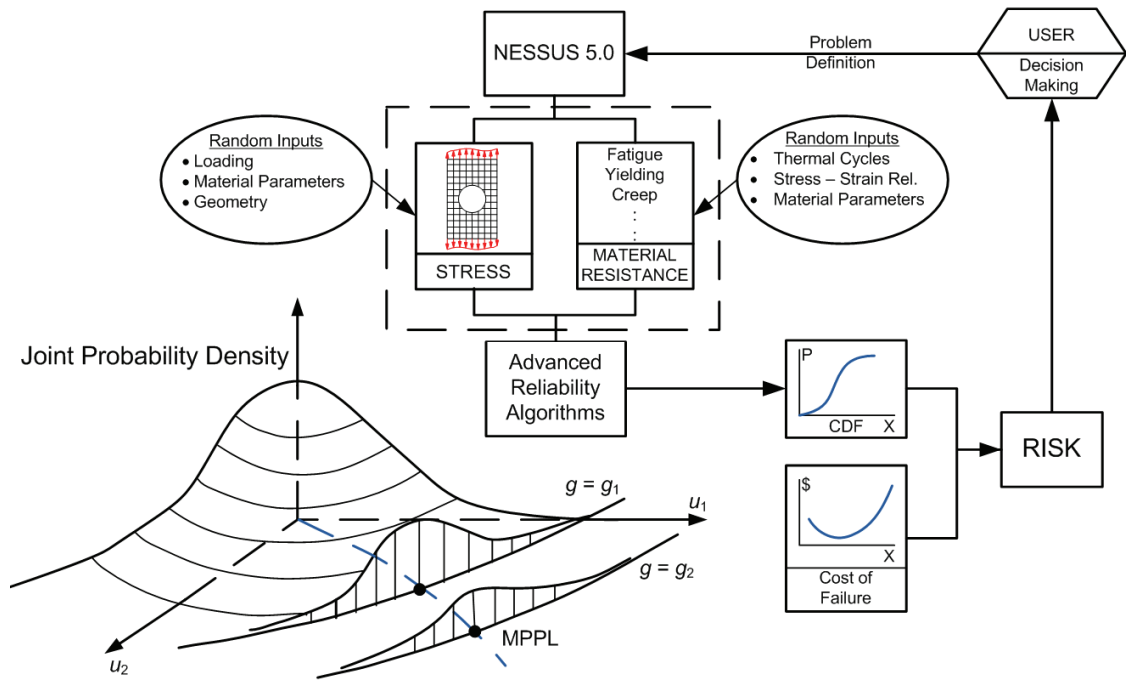 NESSUS 5.0
Problem
Definition
USER
Decision
Making
Random Inputs
• Loading
• Material Parameters
• Geometry
STRESS
Fatigue
Yielding
Creep
.
.
.
MATERIAL
RESISTANCE
Random Inputs
• Thermal Cycles
• Stress – Strain Rel.
• Material Parameters
Joint Probability Density
Advanced
Reliability
Algorithms
P
CDF X
RISK
$
X
Cost of
Failure
g = g1
u1
g = g2
MPPL
u2